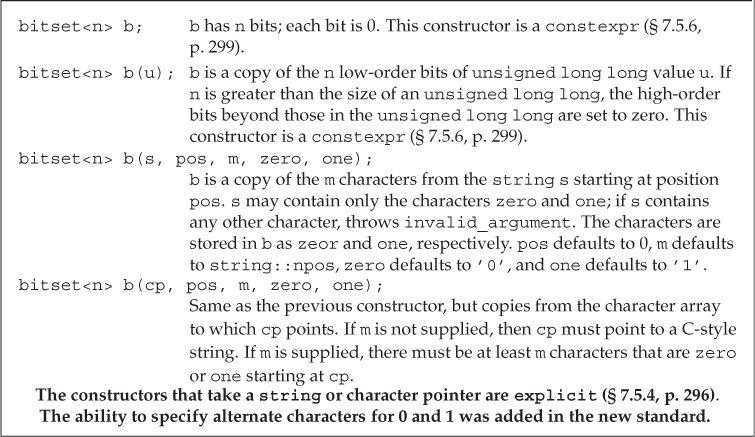 bitset<n> b; b has n bits; each bit is 0. This constructor is a constexpr (§ 7.5.6,
p. 299).
bitset<n> b(u); b is a copy of the n low-order bits of unsigned long long value u. If
n is greater than the size of an unsigned long long, the high-order
bits beyond those in the unsigned long long are set to zero. This
constructor is a constexpr (§ 7.5.6, p. 299).
bitset<n> b(s, pos, m, zero, one);
b is a copy of the m characters from the string s starting at position
pos. s may contain only the characters zero and one; if s contains
any other character, throws invalid_argument. The characters are
stored in b as zeor and one, respectively. pos defaults to 0, m defaults
to string::npos, zero defaults to '0', and one defaults to '1'.
bitset<n> b(cp, pos, m, zero, one);
Same as the previous constructor, but copies from the character array
to which cp points. If m is not supplied, then cp must point to a C-style
string. If m is supplied, there must be at least m characters that are zero
or one starting at cp.
The constructors that take a string or character pointer are explicit (§ 7.5.4, p. 296).
The ability to specify alternate characters for 0 and 1 was added in the new standard.